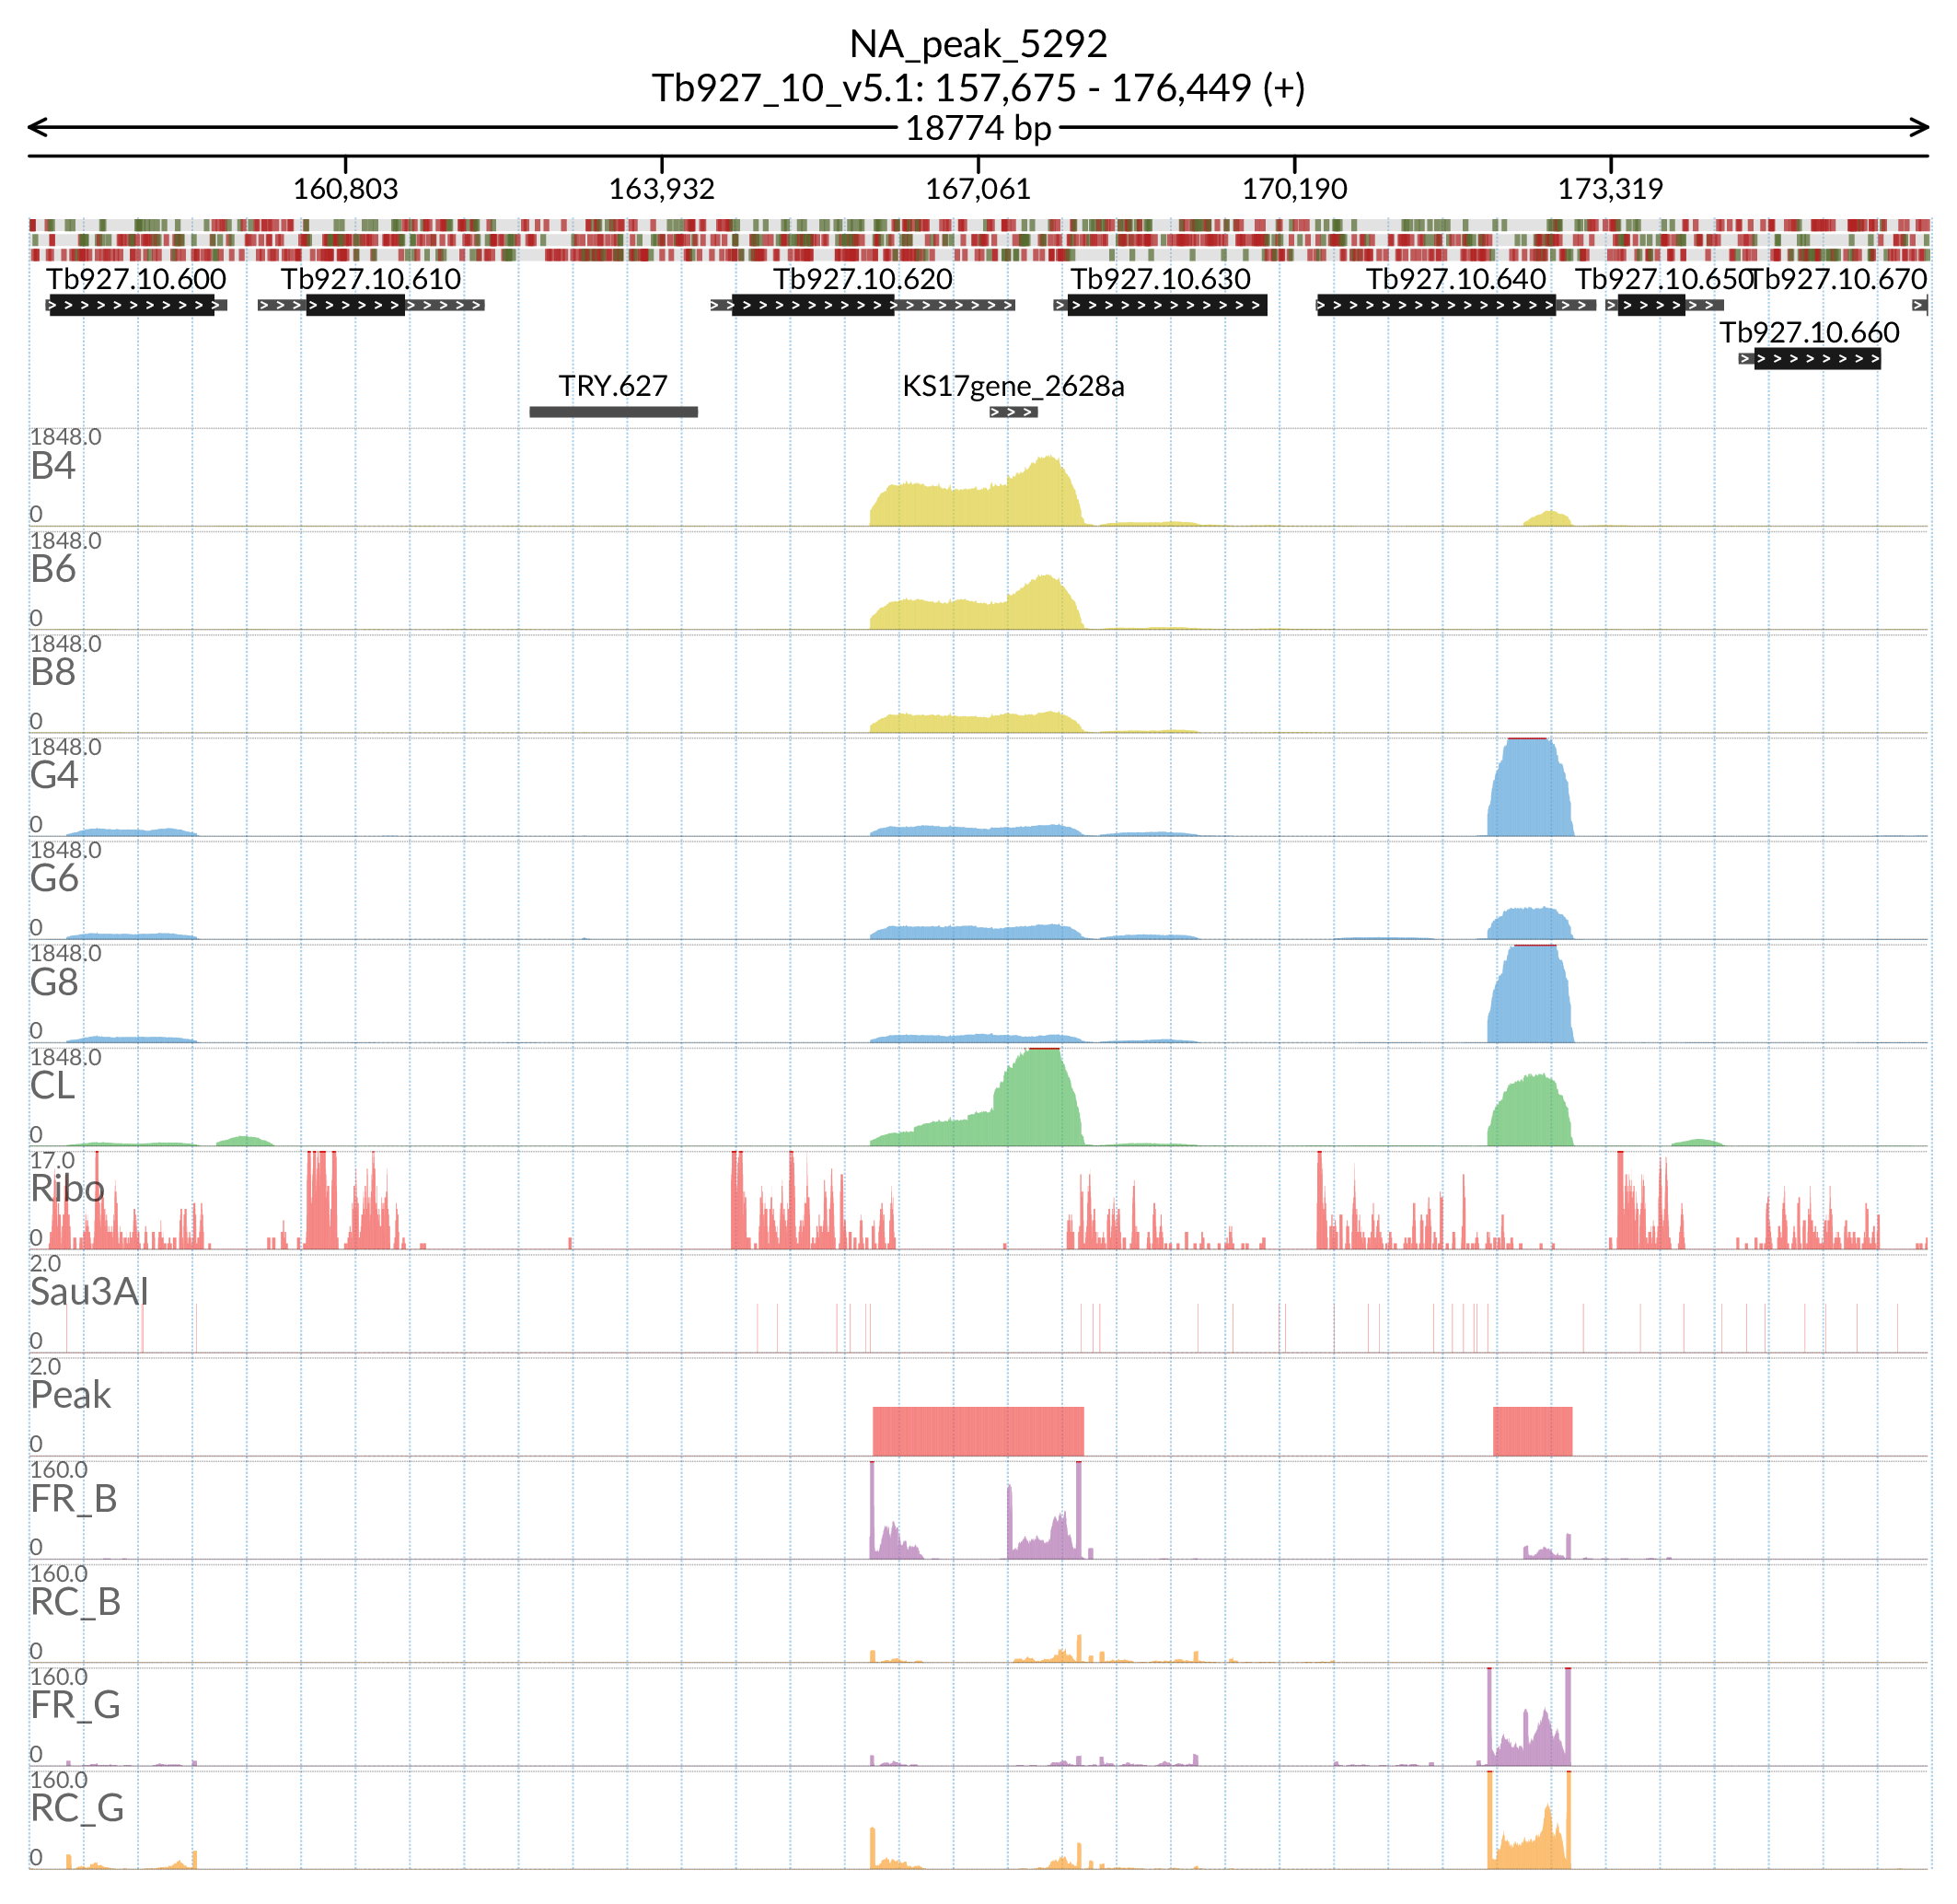 NA_peak_5292
Tb927_10_v5.1: 157,675 - 176,449 (+)
18774 bp
160,803 163,932 167,061 170,190 173,319
Tb927.10.600 Tb927.10.610 Tb927.10.620 Tb927.10.630 Tb927.10.640 Tb927.10.650 Tb927.10.670
Tb927.10.660
TRY.627 KS17gene_2628a
1848.0
B4
0
1848.0
B6
0
1848.0
B8
0
1848.0
G4
0
1848.0
G6
0
1848.0
G8
0
1848.0
CL
0
17.0
Ribo
0
2.0
Sau3AI
0
2.0
Peak
0
160.0
FR_B
0
160.0
RC_B
0
160.0
FR_G
0
160.0
RC_G
0